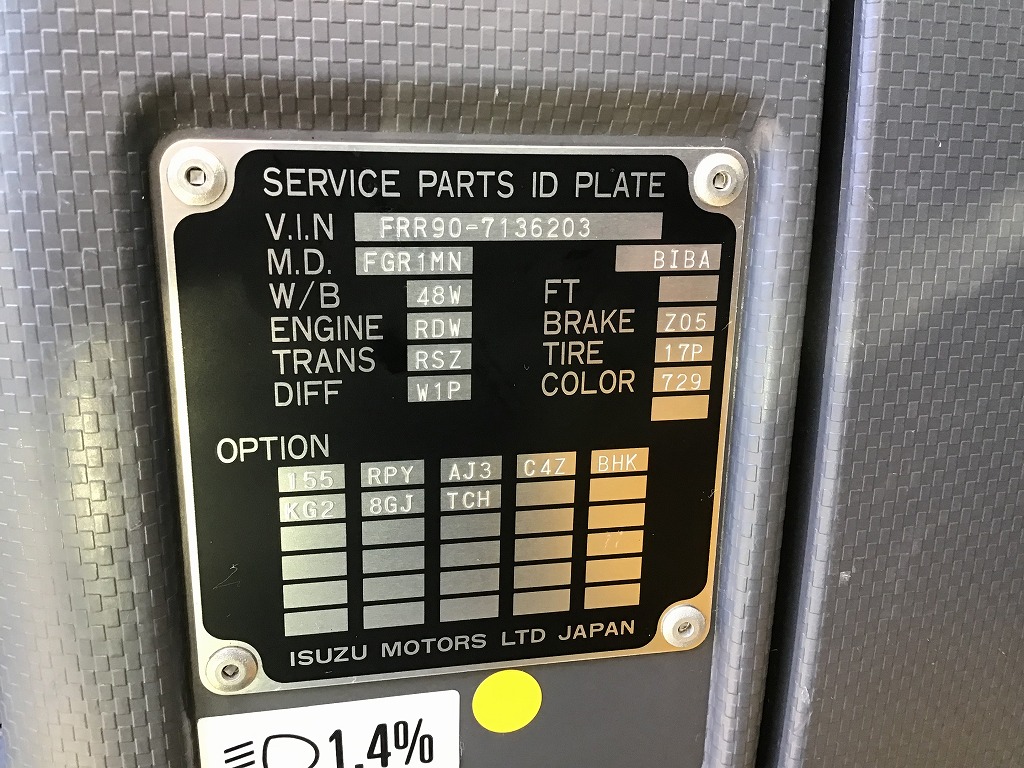 SERVICE PARTS ID PLATE
V.I.N FRR90-7136203
M.D. FGR1MN BIBA
W/B 48W FT
ENGINE RDW BRAKE Z05
TRANS RSZ TIRE 17P
DIFF W1P COLOR 729
OPTION
155 RPY AJ3 C4Z BHK
KG2 8GJ TCH
ISUZU MOTORS LTD JAPAN
1.4%